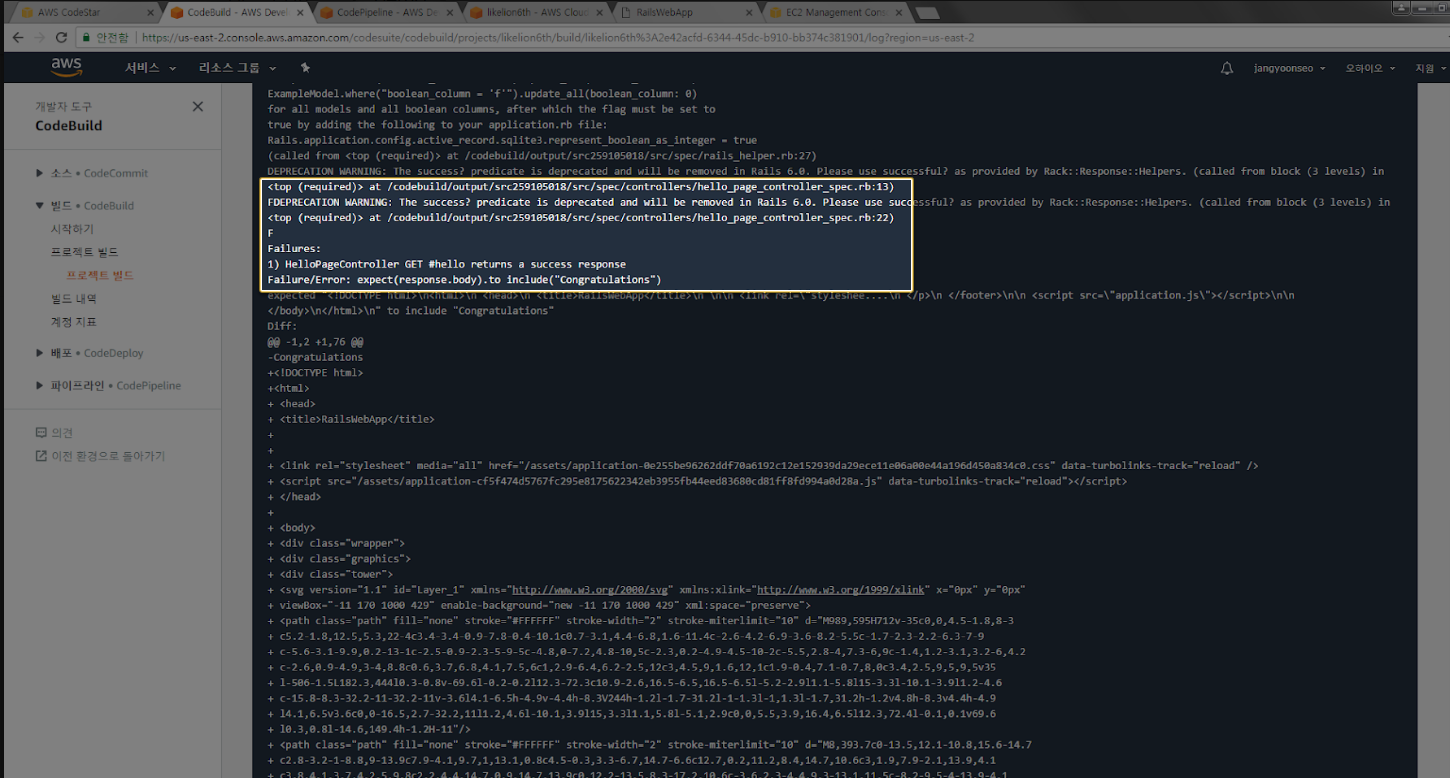 AWS CodeStar
CodeBuild - AWS Devel
CodePipeline - AWS De
likelion6th - AWS Cloud
RailsWebApp
EC2 Management Cons
안전함 https://us-east-2.console.aws.amazon.com/codesuite/codebuild/projects/likelion6th/build/likelion6th%3A2e42acfd-6344-45dc-b910-bb374c381901/log?region=us-east-2
aws 서비스 리소스 그룹 jangyoonseo 오하이오 지원
개발자 도구
CodeBuild
소스 • CodeCommit
빌드 • CodeBuild
시작하기
프로젝트 빌드
프로젝트 빌드
빌드 내역
계정 지표
배포 • CodeDeploy
파이프라인 • CodePipeline
의견
이전 환경으로 돌아가기
ExampleModel.where("boolean_column = 'f'").update_all(boolean_column: 0)
for all models and all boolean columns, after which the flag must be set to
true by adding the following to your application.rb file:
Rails.application.config.active_record.sqlite3.represent_boolean_as_integer = true
(called from <top (required)> at /codebuild/output/src259105018/src/spec/rails_helper.rb:27)
DEPRECATION WARNING: The success? predicate is deprecated and will be removed in Rails 6.0. Please use successful? as provided by Rack::Response::Helpers. (called from block (3 levels) in
<top (required)> at /codebuild/output/src259105018/src/spec/controllers/hello_page_controller_spec.rb:13)
FDEPRECATION WARNING: The success? predicate is deprecated and will be removed in Rails 6.0. Please use successful? as provided by Rack::Response::Helpers. (called from block (3 levels) in
<top (required)> at /codebuild/output/src259105018/src/spec/controllers/hello_page_controller_spec.rb:22)
F
Failures:
1) HelloPageController GET #hello returns a success response
Failure/Error: expect(response.body).to include("Congratulations")
expected "<!DOCTYPE html>\n<html>\n <head>\n <title>RailsWebApp</title>\n \n\n <link rel=\"styleshee....\n </p>\n </footer>\n\n <script src=\"application.js\"></script>\n\n
</body>\n</html>\n" to include "Congratulations"
Diff:
@@ -1,2 +1,76 @@
-Congratulations
+<!DOCTYPE html>
+<html>
+ <head>
+ <title>RailsWebApp</title>
+
+
+ <link rel="stylesheet" media="all" href="/assets/application-0e255be96262ddf70a6192c12e152939da29ece11e06a00e44a196d450a834c0.css" data-turbolinks-track="reload" />
+ <script src="/assets/application-cf5f474d5767fc295e8175622342eb3955fb44eed83680cd81ff8fd994a0d28a.js" data-turbolinks-track="reload"></script>
+ </head>
+
+ <body>
+ <div class="wrapper">
+ <div class="graphics">
+ <div class="tower">
+ <svg version="1.1" id="Layer_1" xmlns="http://www.w3.org/2000/svg" xmlns:xlink="http://www.w3.org/1999/xlink" x="0px" y="0px"
+ viewBox="-11 170 1000 429" enable-background="new -11 170 1000 429" xml:space="preserve">
+ <path class="path" fill="none" stroke="#FFFFFF" stroke-width="2" stroke-miterlimit="10" d="M989,595H712v-35c0,0,4.5-1.8,8-3
+ c5.2-1.8,12.5,5.3,22-4c3.4-3.4-0.9-7.8-0.4-10.1c0.7-3.1,4.4-6.8,1.6-11.4c-2.6-4.2-6.9-3.6-8.2-5.5c-1.7-2.3-2.2-6.3-7-9
+ c-5.6-3.1-9.9,0.2-13-1c-2.5-0.9-2.3-5-9-5c-4.8,0-7.2,4.8-10,5c-2.3,0.2-4.9-4.5-10-2c-5.5,2.8-4,7.3-6,9c-1.4,1.2-3.1,3.2-6,4.2
+ c-2.6,0.9-4.9,3-4,8.8c0.6,3.7,6.8,4.1,7.5,6c1,2.9-6.4,6.2-2.5,12c3,4.5,9,1.6,12,1c1.9-0.4,7.1-0.7,8,0c3.4,2.5,9,5,9,5v35
+ l-506-1.5L182.3,444l0.3-0.8v-69.6l-0.2-0.2l12.3-72.3c10.9-2.6,16.5-6.5,16.5-6.5l-5.2-2.9l1.1-5.8l15-3.3l-10.1-3.9l1.2-4.6
+ c-15.8-8.3-32.2-11-32.2-11v-3.6l4.1-6.5h-4.9v-4.4h-8.3V244h-1.2l-1.7-31.2l-1-1.3l-1,1.3l-1.7,31.2h-1.2v4.8h-8.3v4.4h-4.9
+ l4.1,6.5v3.6c0,0-16.5,2.7-32.2,11l1.2,4.6l-10.1,3.9l15,3.3l1.1,5.8l-5.1,2.9c0,0,5.5,3.9,16.4,6.5l12.3,72.4l-0.1,0.1v69.6
+ l0.3,0.8l-14.6,149.4h-1.2H-11"/>
+ <path class="path" fill="none" stroke="#FFFFFF" stroke-width="2" stroke-miterlimit="10" d="M8,393.7c0-13.5,12.1-10.8,15.6-14.7
+ c2.8-3.2-1-8.8,9-13.9c7.9-4.1,9.7,1,13.1,0.8c4.5-0.3,3.3-6.7,14.7-6.6c12.7,0.2,11.2,8.4,14.7,10.6c3,1.9,7.9-2.1,13.9,4.1